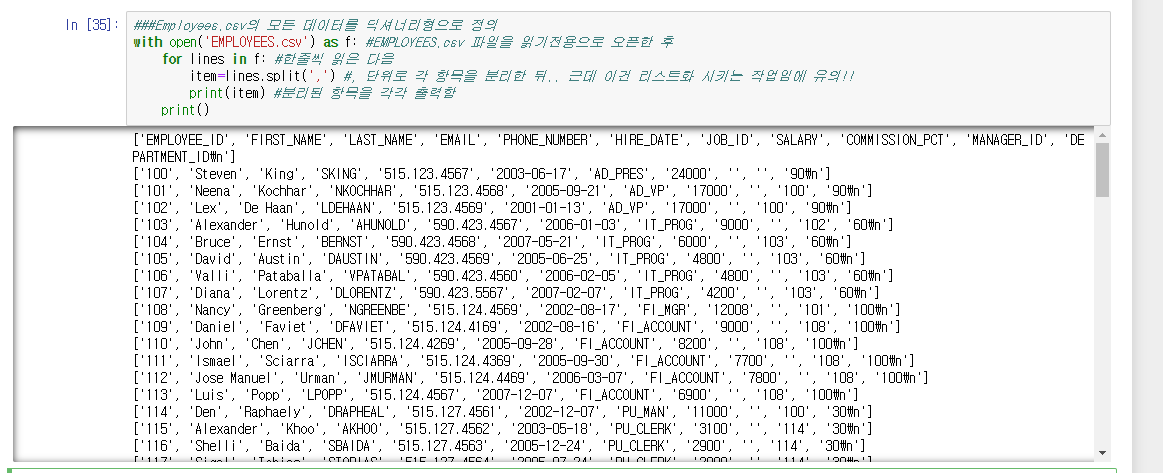 In [35]: ###Employees.csv의 모든 데이터를 딕셔너리형으로 정의
with open('EMPLOYEES.csv') as f: #EMPLOYEES.csv 파일을 읽기전용으로 오픈한 후
for lines in f: #한줄씩 읽은 다음
item=lines.split(',') #, 단위로 각 항목을 분리한 뒤.. 근데 이건 리스트화 시키는 작업임에 유의!!
print(item) #분리된 항목을 각각 출력함
print()
['EMPLOYEE_ID', 'FIRST_NAME', 'LAST_NAME', 'EMAIL', 'PHONE_NUMBER', 'HIRE_DATE', 'JOB_ID', 'SALARY', 'COMMISSION_PCT', 'MANAGER_ID', 'DE
PARTMENT_ID₩n']
['100', 'Steven', 'King', 'SKING', '515.123.4567', '2003-06-17', 'AD_PRES', '24000', '', '', '90₩n']
['101', 'Neena', 'Kochhar', 'NKOCHHAR', '515.123.4568', '2005-09-21', 'AD_VP', '17000', '', '100', '90₩n']
['102', 'Lex', 'De Haan', 'LDEHAAN', '515.123.4569', '2001-01-13', 'AD_VP', '17000', '', '100', '90₩n']
['103', 'Alexander', 'Hunold', 'AHUNOLD', '590.423.4567', '2006-01-03', 'IT_PROG', '9000', '', '102', '60₩n']
['104', 'Bruce', 'Ernst', 'BERNST', '590.423.4568', '2007-05-21', 'IT_PROG', '6000', '', '103', '60₩n']
['105', 'David', 'Austin', 'DAUSTIN', '590.423.4569', '2005-06-25', 'IT_PROG', '4800', '', '103', '60₩n']
['106', 'Valli', 'Pataballa', 'VPATABAL', '590.423.4560', '2006-02-05', 'IT_PROG', '4800', '', '103', '60₩n']
['107', 'Diana', 'Lorentz', 'DLORENTZ', '590.423.5567', '2007-02-07', 'IT_PROG', '4200', '', '103', '60₩n']
['108', 'Nancy', 'Greenberg', 'NGREENBE', '515.124.4569', '2002-08-17', 'FI_MGR', '12008', '', '101', '100₩n']
['109', 'Daniel', 'Faviet', 'DFAVIET', '515.124.4169', '2002-08-16', 'FI_ACCOUNT', '9000', '', '108', '100₩n']
['110', 'John', 'Chen', 'JCHEN', '515.124.4269', '2005-09-28', 'FI_ACCOUNT', '8200', '', '108', '100₩n']
['111', 'Ismael', 'Sciarra', 'ISCIARRA', '515.124.4369', '2005-09-30', 'FI_ACCOUNT', '7700', '', '108', '100₩n']
['112', 'Jose Manuel', 'Urman', 'JMURMAN', '515.124.4469', '2006-03-07', 'FI_ACCOUNT', '7800', '', '108', '100₩n']
['113', 'Luis', 'Popp', 'LPOPP', '515.124.4567', '2007-12-07', 'FI_ACCOUNT', '6900', '', '108', '100₩n']
['114', 'Den', 'Raphaely', 'DRAPHEAL', '515.127.4561', '2002-12-07', 'PU_MAN', '11000', '', '100', '30₩n']
['115', 'Alexander', 'Khoo', 'AKHOO', '515.127.4562', '2003-05-18', 'PU_CLERK', '3100', '', '114', '30₩n']
['116', 'Shelli', 'Baida', 'SBAIDA', '515.127.4563', '2005-12-24', 'PU_CLERK', '2900', '', '114', '30₩n']